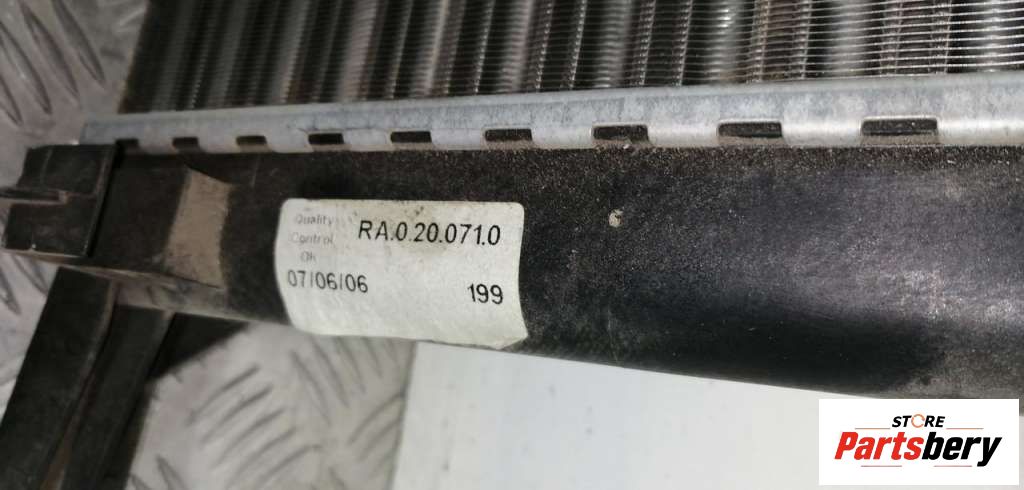 Quality
Control
Ok
RA.0.20.071.0
07/06/06
199
STORE
Partsbery